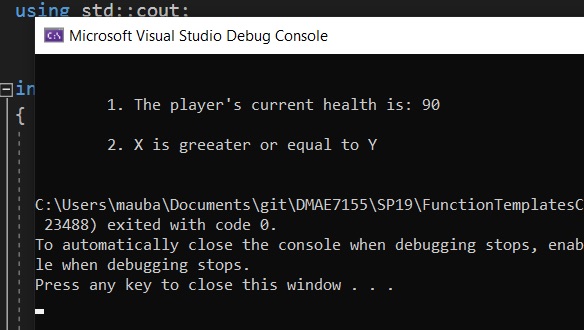 using std::cout;
C:\ Microsoft Visual Studio Debug Console
in
{
1. The player's current health is: 90
2. X is greeater or equal to Y
C:\Users\mauba\Documents\git\DMAE7155\SP19\FunctionTemplatesC
23488) exited with code 0.
To automatically close the console when debugging stops, enab
le when debugging stops.
Press any key to close this window . . .